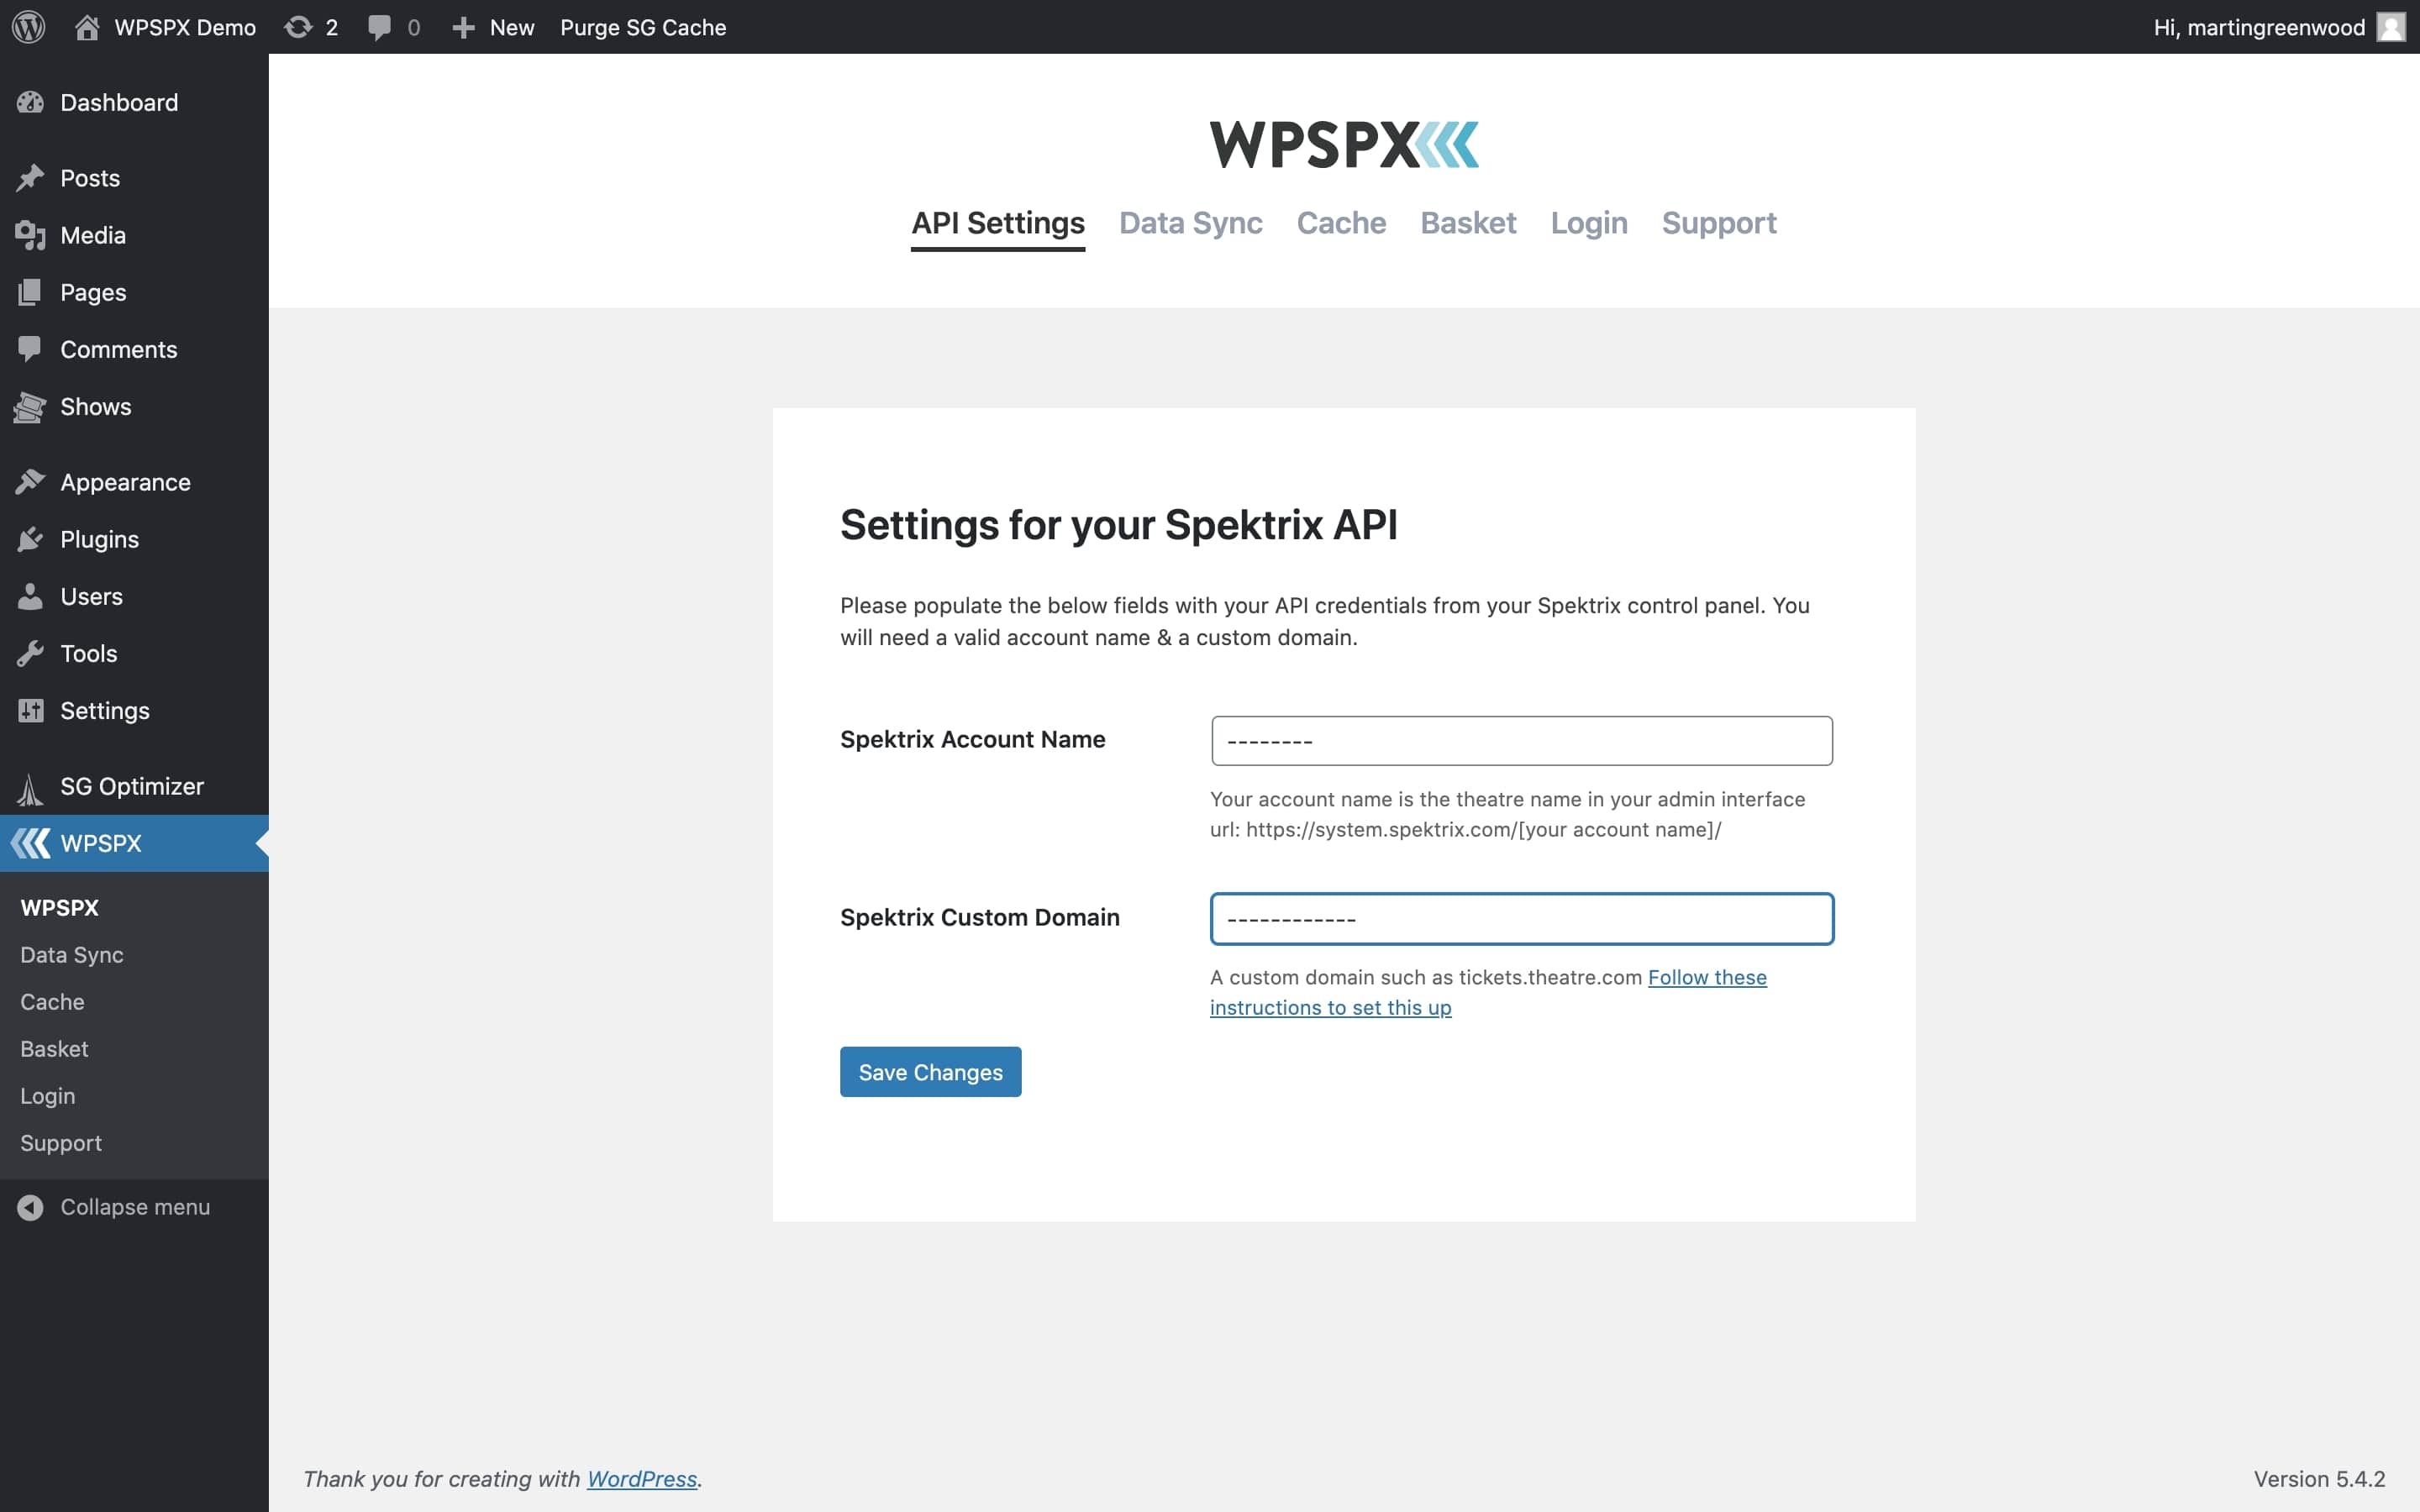 WPSPX Demo 2 0 New Purge SG Cache Hi, martingreenwood
Dashboard
Posts
Media
Pages
Comments
Shows
Appearance
Plugins
Users
Tools
Settings
SG Optimizer
WPSPX
WPSPX
Data Sync
Cache
Basket
Login
Support
Collapse menu
WPSPX
API Settings Data Sync Cache Basket Login Support
Settings for your Spektrix API
Please populate the below fields with your API credentials from your Spektrix control panel. You
will need a valid account name & a custom domain.
Spektrix Account Name --------
Your account name is the theatre name in your admin interface
url: https://system.spektrix.com/[your account name]/
Spektrix Custom Domain ------------
A custom domain such as tickets.theatre.com Follow these
instructions to set this up
Save Changes
Thank you for creating with WordPress. Version 5.4.2